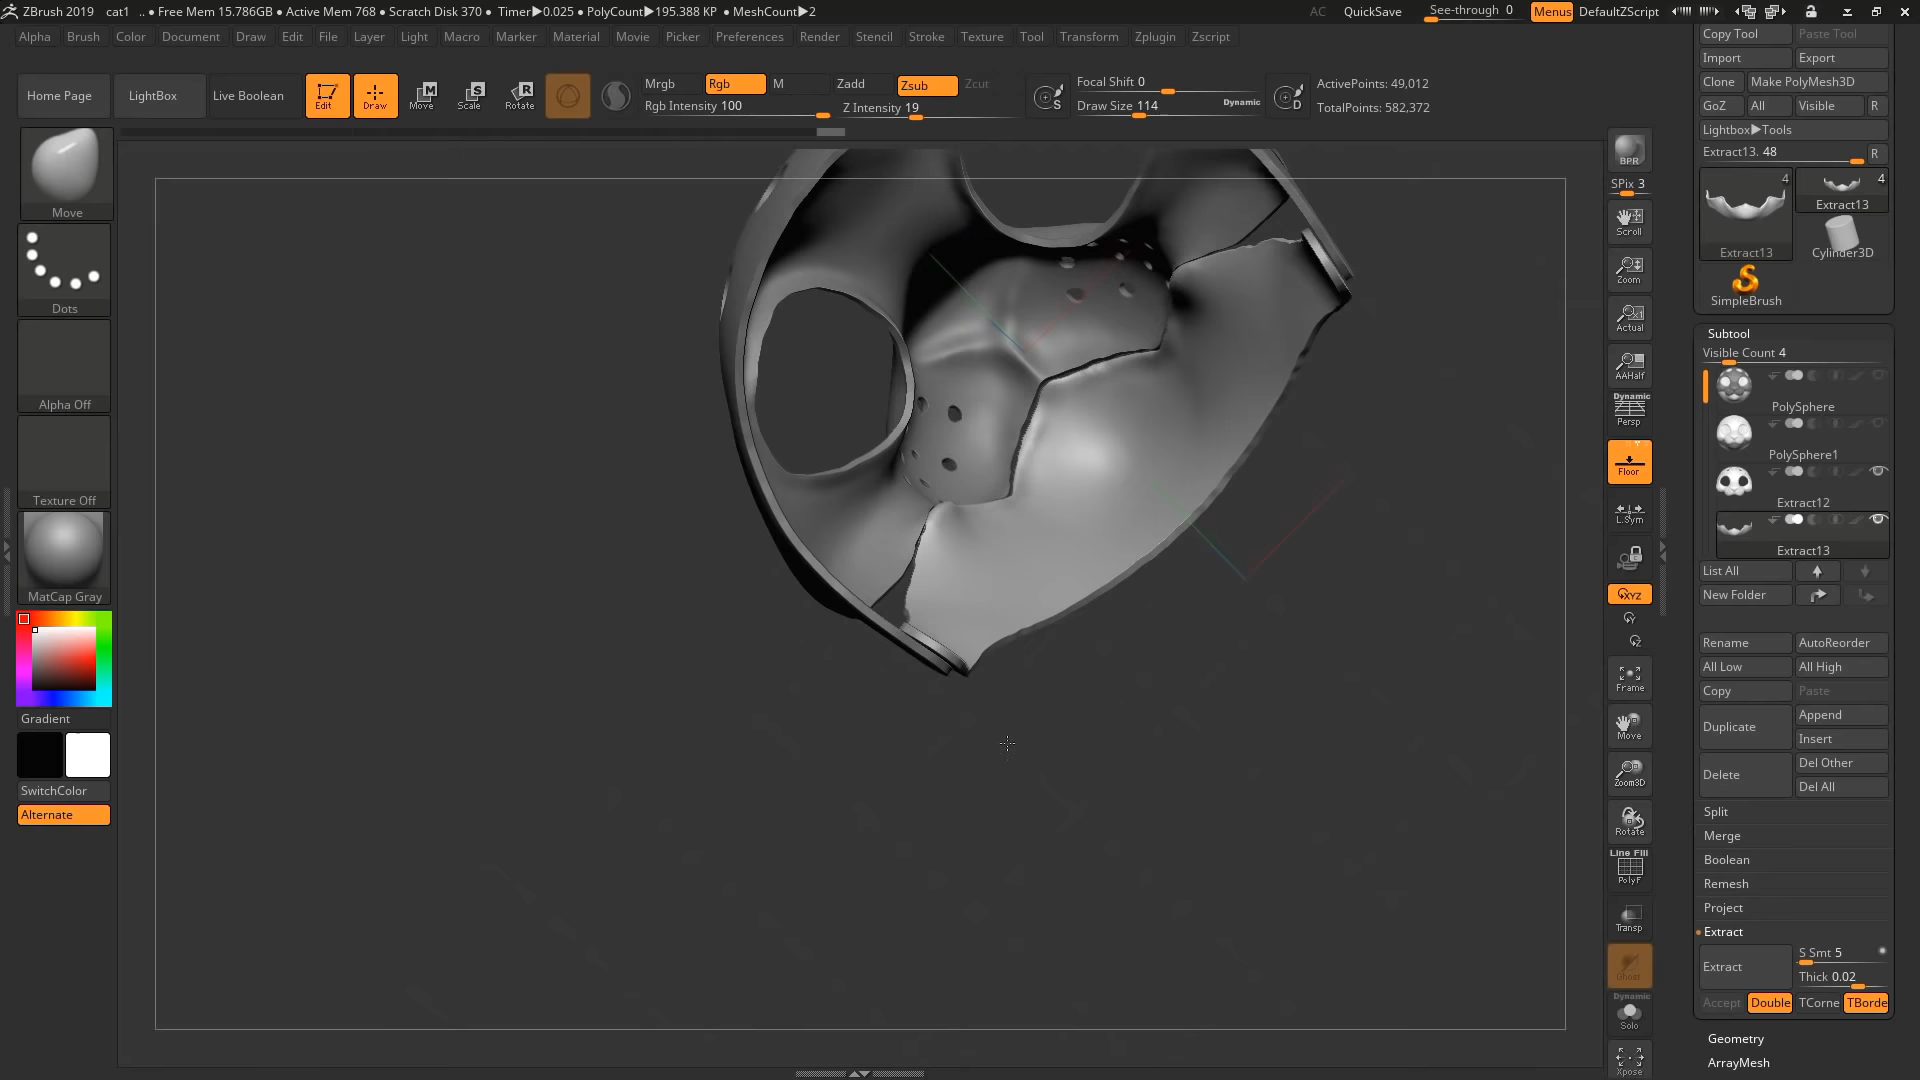 ZBrush 2019 cat1 .. • Free Mem 15.786GB • Active Mem 768 • Scratch Disk 370 • Timer▶0.025 • PolyCount▶195.388 KP • MeshCount▶2 AC QuickSave See-through 0 Menus DefaultZScript
Alpha Brush Color Document Draw Edit File Layer Light Macro Marker Material Movie Picker Preferences Render Stencil Stroke Texture Tool Transform Zplugin Zscript
Home Page LightBox Live Boolean Edit Draw Move Scale Rotate
Mrgb Rgb M Zadd Zsub Zcut
Rgb Intensity 100 Z Intensity 19
Focal Shift 0
Draw Size 114 Dynamic
ActivePoints: 49,012
TotalPoints: 582,372
Move
Dots
Alpha Off
Texture Off
MatCap Gray
Gradient
SwitchColor
Alternate
BPR
SPix 3
Scroll
Zoom
Actual
AAHalf
Dynamic
Persp
Floor
L.Sym
XYZ
Frame
Move
Zoom3D
Rotate
Line Fill
PolyF
Transp
Ghost
Dynamic
Solo
Xpose
Copy Tool Paste Tool
Import Export
Clone Make PolyMesh3D
GoZ All Visible R
Lightbox▶Tools
Extract13. 48 R
4 4
Extract13
Extract13 Cylinder3D
SimpleBrush
Subtool
Visible Count 4
PolySphere
PolySphere1
Extract12
Extract13
List All
New Folder
Rename AutoReorder
All Low All High
Copy Paste
Duplicate Append
Insert
Delete Del Other
Del All
Split
Merge
Boolean
Remesh
Project
Extract
Extract S Smt 5
Thick 0.02
Accept Double TCorne TBorde
Geometry
ArrayMesh